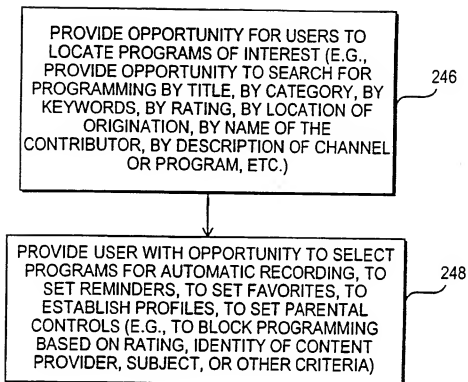 PROVIDE OPPORTUNITY FOR USERS TO
LOCATE PROGRAMS OF INTEREST (E.G.,
PROVIDE OPPORTUNITY TO SEARCH FOR
PROGRAMMING BY TITLE, BY CATEGORY, BY
KEYWORDS, BY RATING, BY LOCATION OF
ORIGINATION, BY NAME OF THE
CONTRIBUTOR, BY DESCRIPTION OF CHANNEL
OR PROGRAM, ETC.)
246
PROVIDE USER WITH OPPORTUNITY TO SELECT
PROGRAMS FOR AUTOMATIC RECORDING, TO
SET REMINDERS, TO SET FAVORITES, TO
ESTABLISH PROFILES, TO SET PARENTAL
CONTROLS (E.G., TO BLOCK PROGRAMMING
BASED ON RATING, IDENTITY OF CONTENT
PROVIDER, SUBJECT, OR OTHER CRITERIA)
248